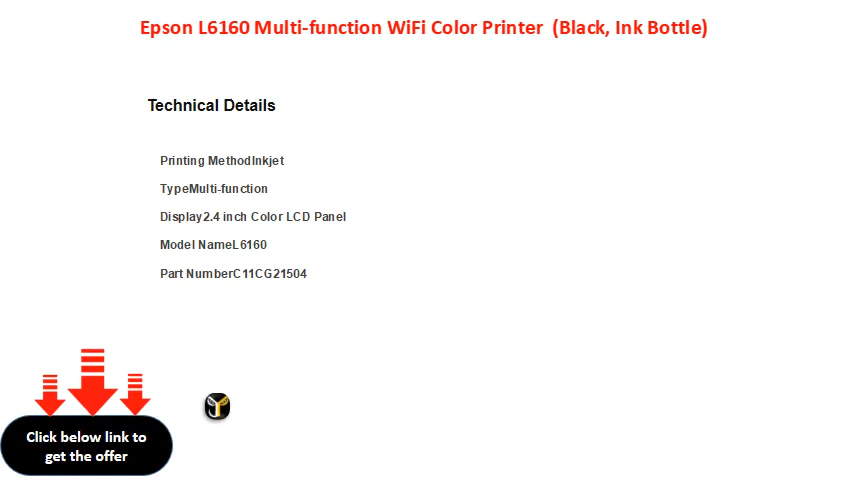 Epson L6160 Multi-function WiFi Color Printer (Black, Ink Bottle)
Technical Details
Printing MethodInkjet
TypeMulti-function
Display2.4 inch Color LCD Panel
Model NameL6160
Part NumberC11CG21504
Click below link to
get the offer